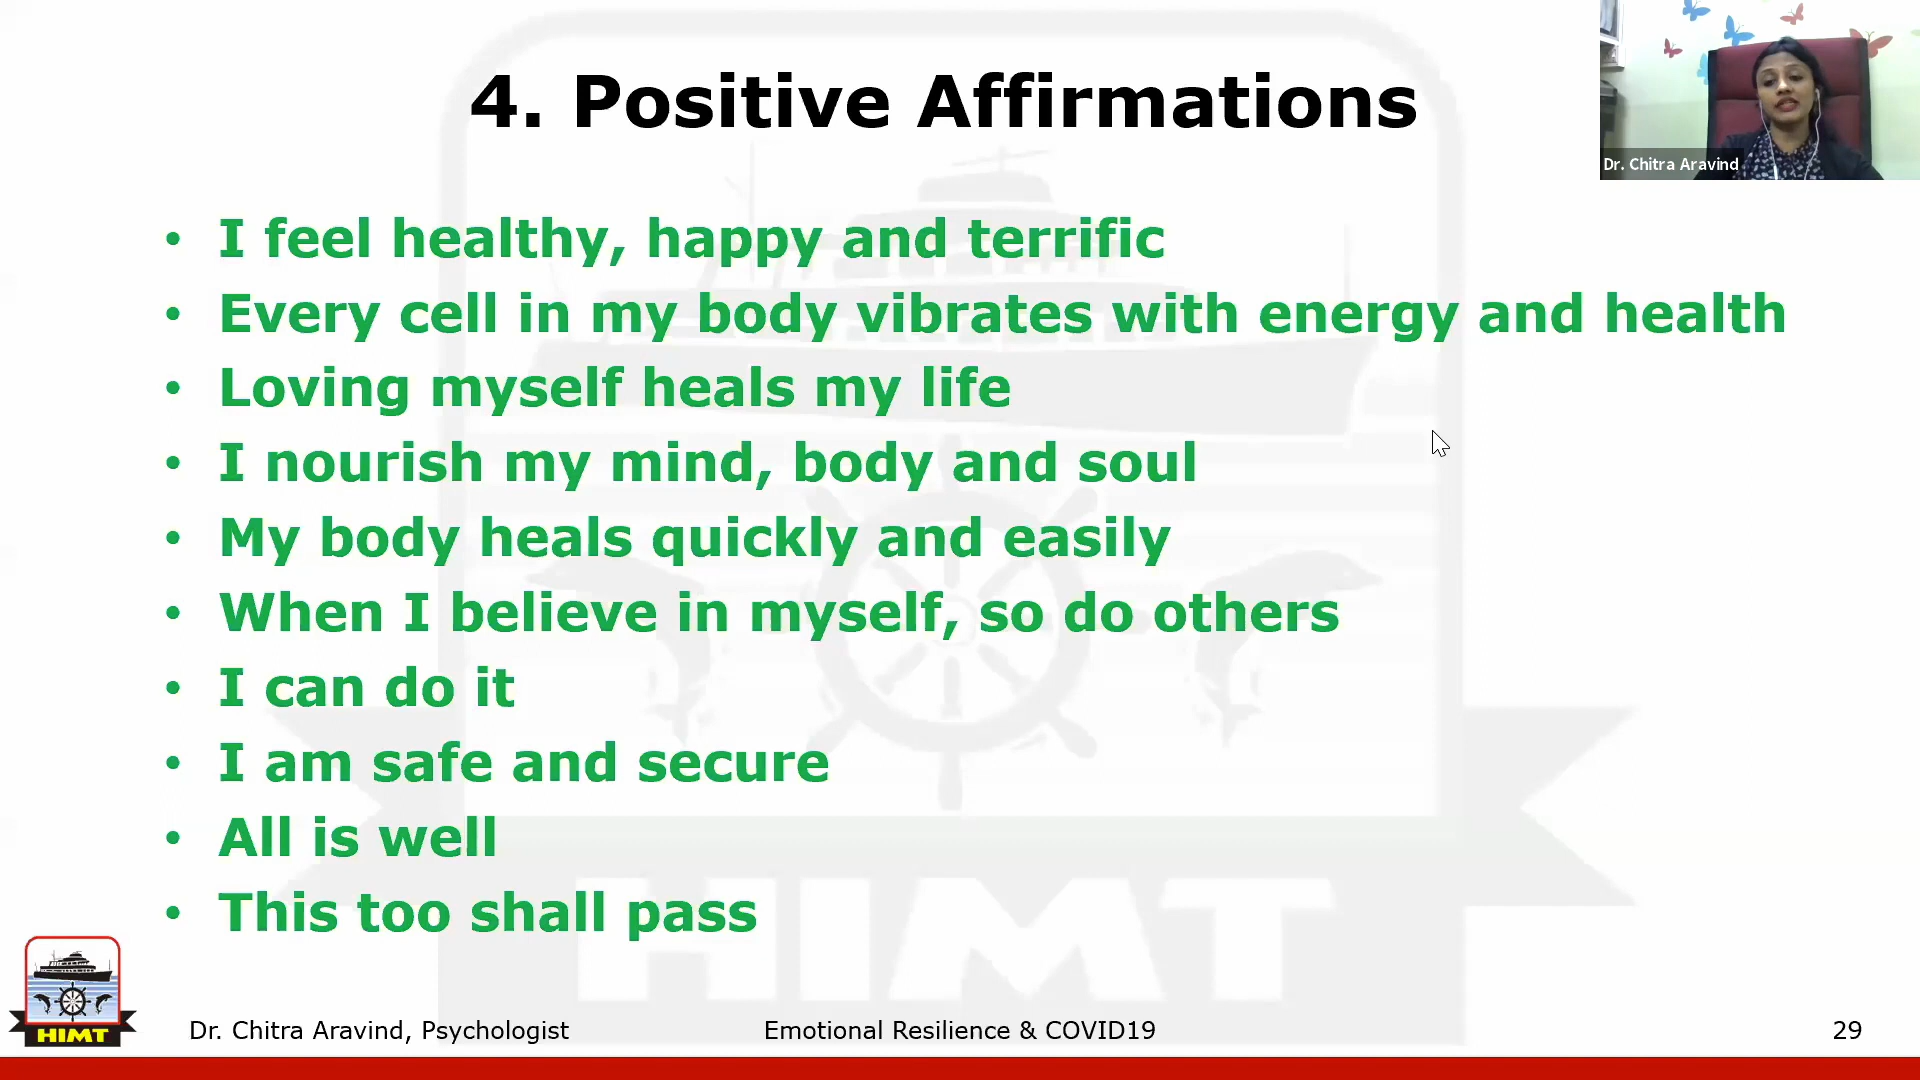 4. Positive Affirmations
Dr. Chitra Aravind
• I feel healthy, happy and terrific
• Every cell in my body vibrates with energy and health
• Loving myself heals my life
• I nourish my mind, body and soul
• My body heals quickly and easily
• When I believe in myself, so do others
• I can do it
• I am safe and secure
• All is well
• This too shall pass
HIMT
HIMT
Dr. Chitra Aravind, Psychologist
Emotional Resilience & COVID19
29